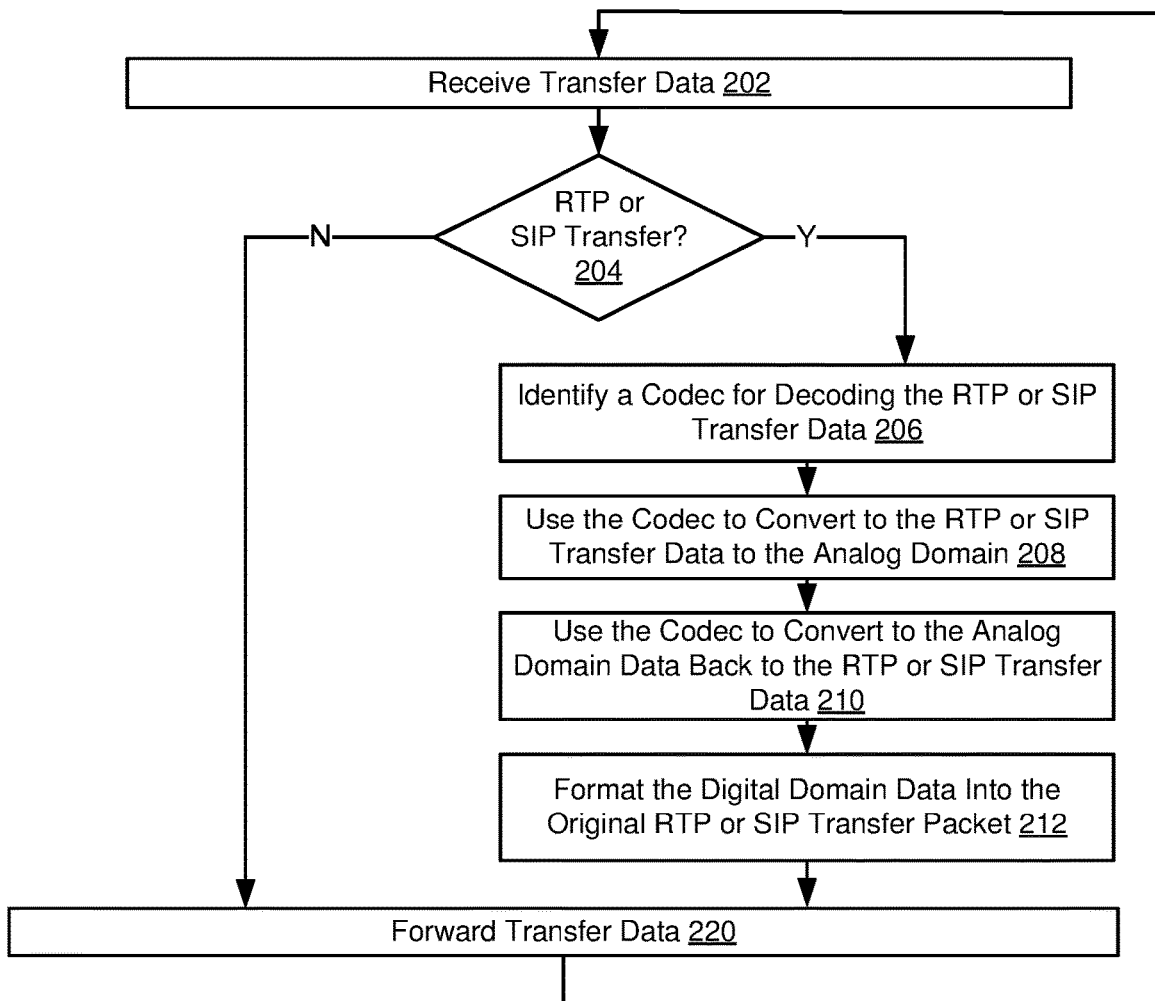 Receive Transfer Data 202
RTP or
SIP Transfer?
204
N
Y
Identify a Codec for Decoding the RTP or SIP
Transfer Data 206
Use the Codec to Convert to the RTP or SIP
Transfer Data to the Analog Domain 208
Use the Codec to Convert to the Analog
Domain Data Back to the RTP or SIP Transfer
Data 210
Format the Digital Domain Data Into the
Original RTP or SIP Transfer Packet 212
Forward Transfer Data 220